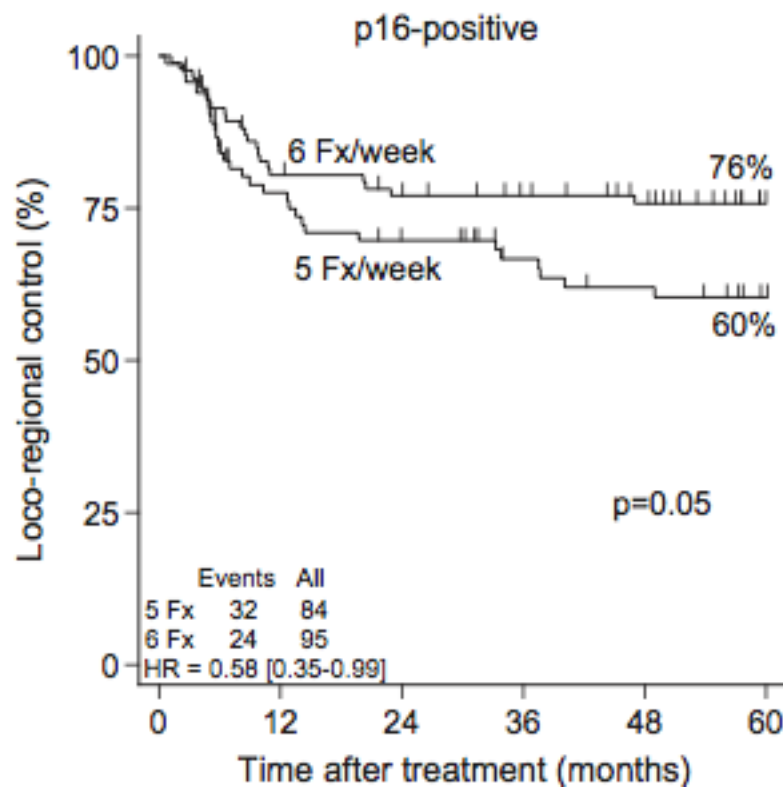 p16-positive
100
75
50
25
0
Loco-regional control (%)
6 Fx/week
76%
5 Fx/week
60%
p=0.05
Events All
5 Fx 32 84
6 Fx 24 95
HR = 0.58 [0.35-0.99]
0 12 24 36 48 60
Time after treatment (months)